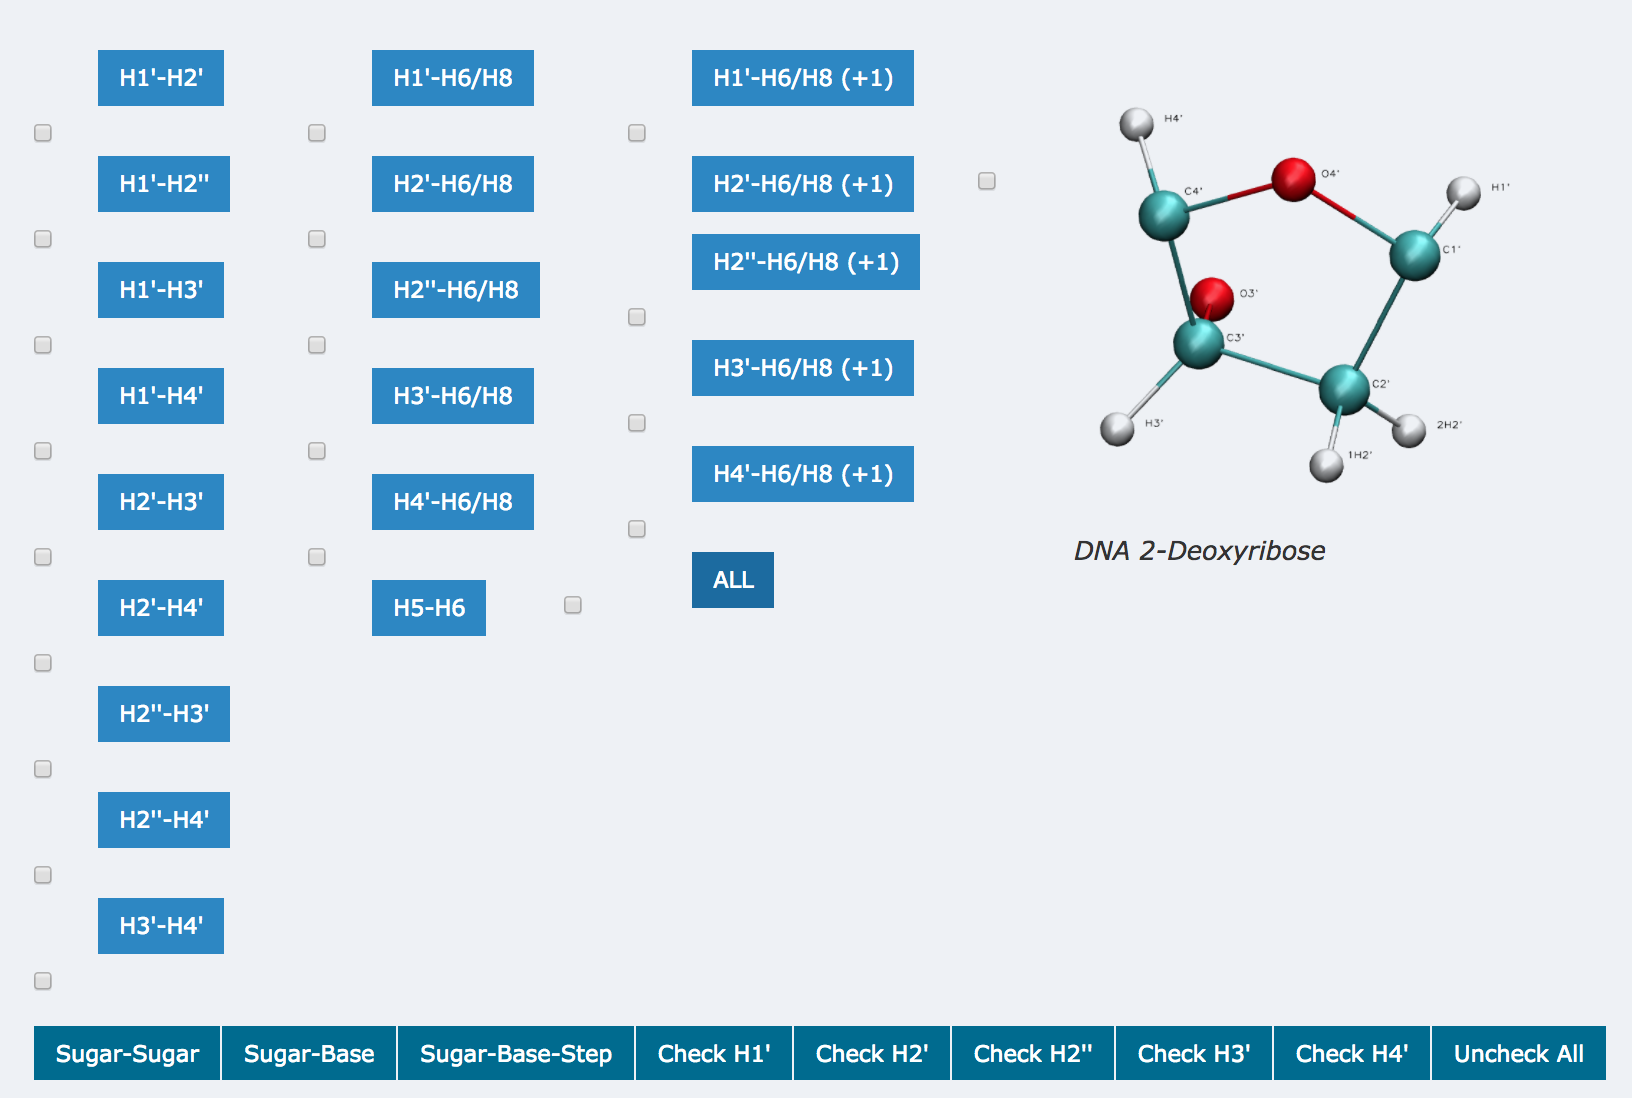 H1'-H2'
H1'-H2''
H1'-H3'
H1'-H4'
H2'-H3'
H2'-H4'
H2''-H3'
H2''-H4'
H3'-H4'
H1'-H6/H8
H2'-H6/H8
H2''-H6/H8
H3'-H6/H8
H4'-H6/H8
H5-H6
H1'-H6/H8 (+1)
H2'-H6/H8 (+1)
H2''-H6/H8 (+1)
H3'-H6/H8 (+1)
H4'-H6/H8 (+1)
ALL
H4'
O4'
C4'
H1'
C1'
O3'
C3'
C2'
H3'
2H2'
1H2'
DNA 2-Deoxyribose
Sugar-Sugar Sugar-Base Sugar-Base-Step Check H1' Check H2' Check H2'' Check H3' Check H4' Uncheck All